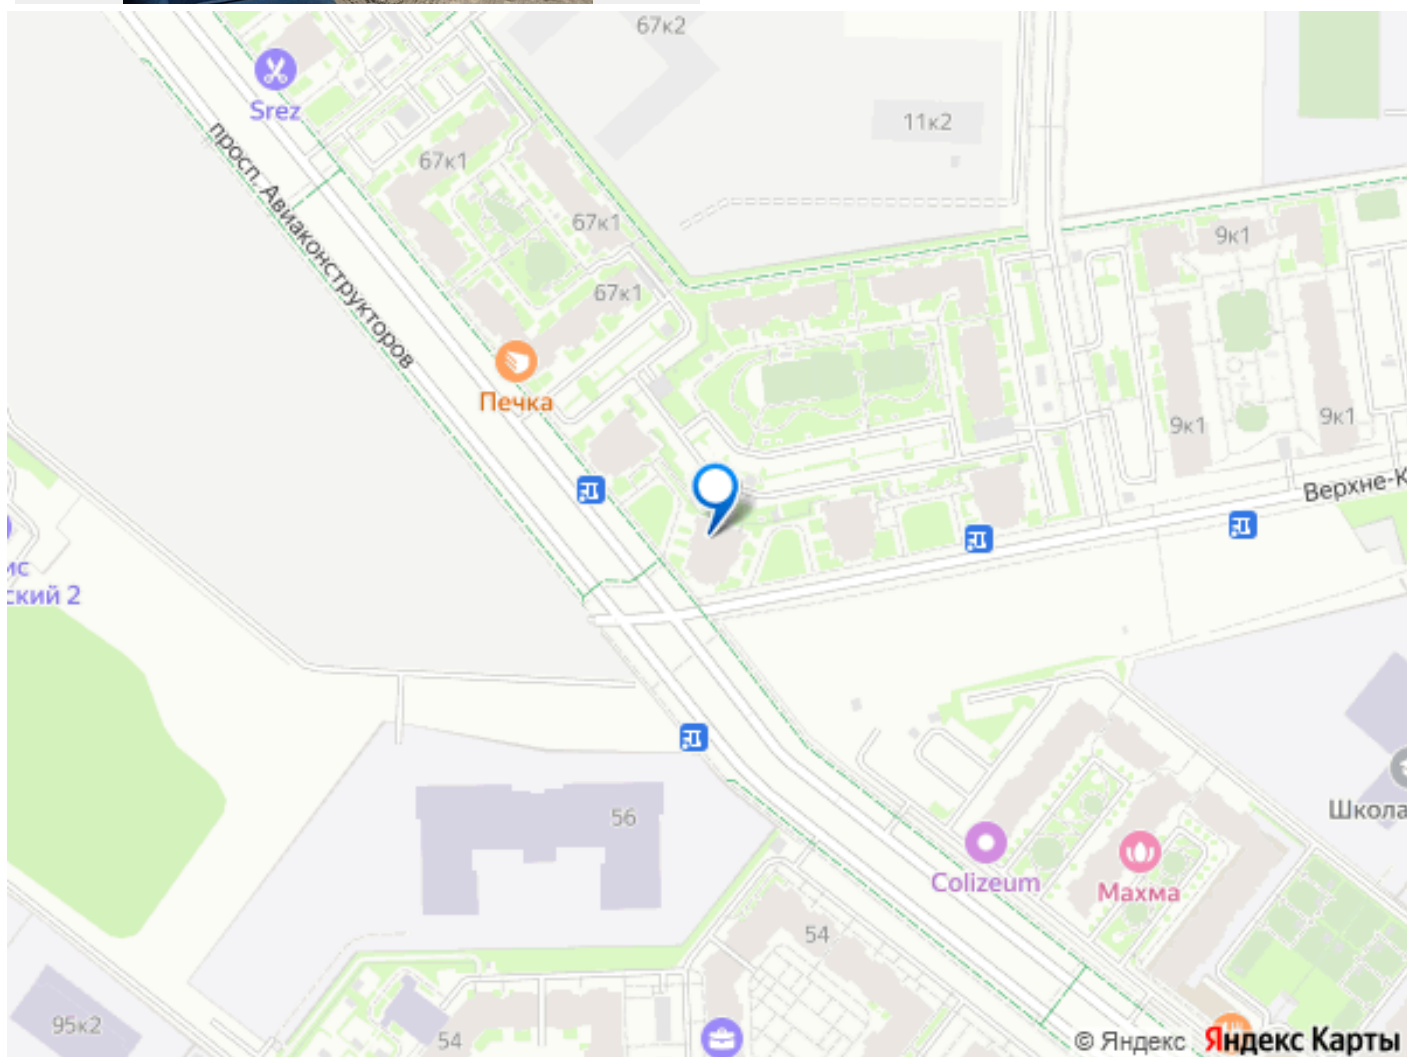 67к2
Srez
11к2
просп. Авиаконструкторов
67к1
67к1
9к1
67к1
Печка
9к1
9к1
Верхне-К
ис
ский 2
56
Школа
Colizeum
Махма
54
95к2
54
© Яндекс Яндекс Карты